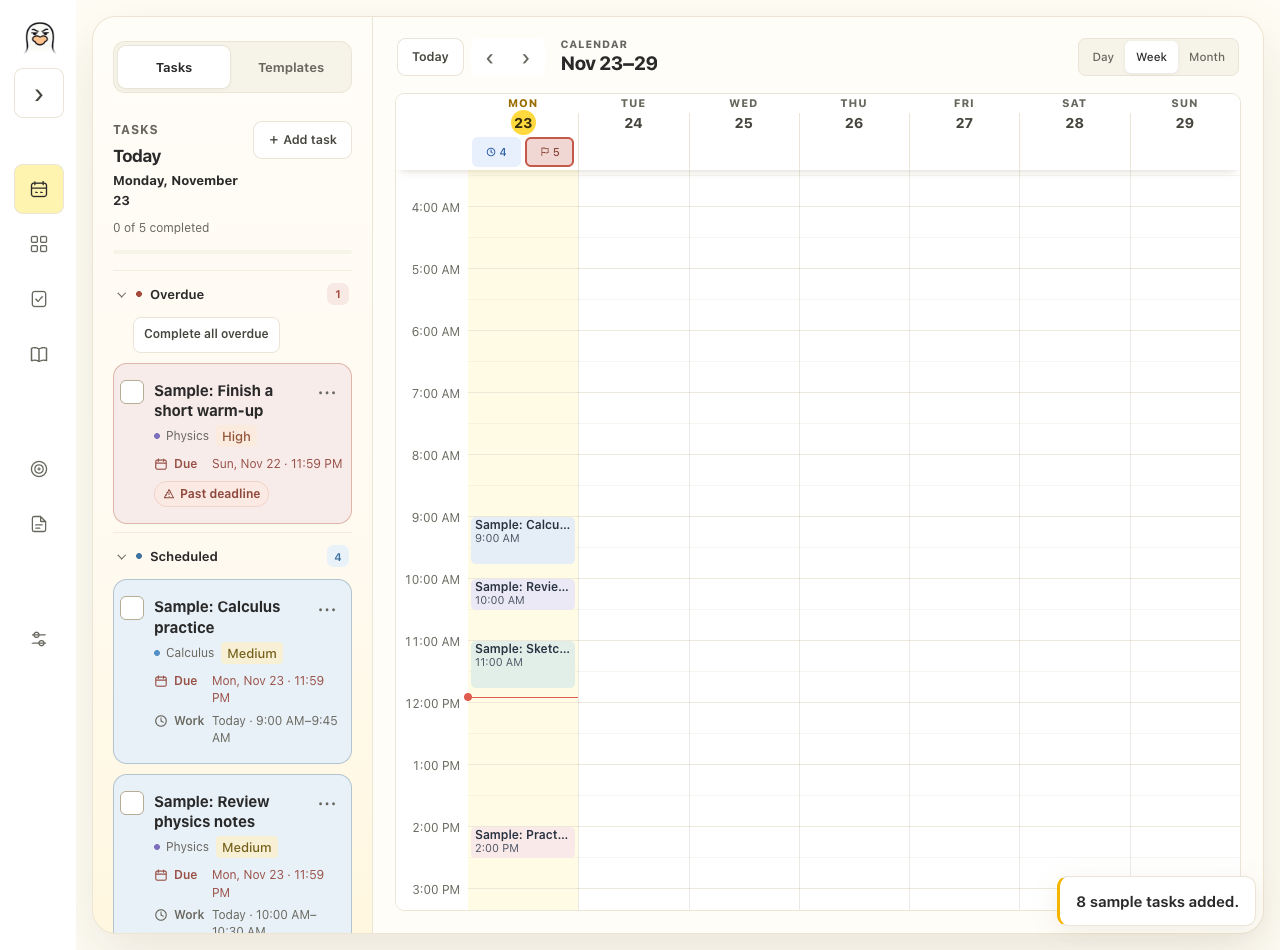 Tasks
Templates
TASKS
+ Add task
Today
Monday, November
23
0 of 5 completed
Overdue
1
Complete all overdue
Sample: Finish a
short warm-up
Physics
High
Due Sun, Nov 22 · 11:59 PM
Past deadline
Scheduled
4
Sample: Calculus
practice
Calculus
Medium
Due Mon, Nov 23 · 11:59
PM
Work Today · 9:00 AM–9:45
AM
Sample: Review
physics notes
Physics
Medium
Due Mon, Nov 23 · 11:59
PM
Work Today · 10:00 AM–
10:30 AM
Today
CALENDAR
Nov 23–29
Day
Week
Month
MON
23
TUE
24
WED
25
THU
26
FRI
27
SAT
28
SUN
29
4
5
4:00 AM
5:00 AM
6:00 AM
7:00 AM
8:00 AM
9:00 AM
Sample: Calcu...
9:00 AM
10:00 AM
Sample: Revie...
10:00 AM
11:00 AM
Sample: Sketc...
11:00 AM
12:00 PM
1:00 PM
2:00 PM
Sample: Pract...
2:00 PM
3:00 PM
8 sample tasks added.